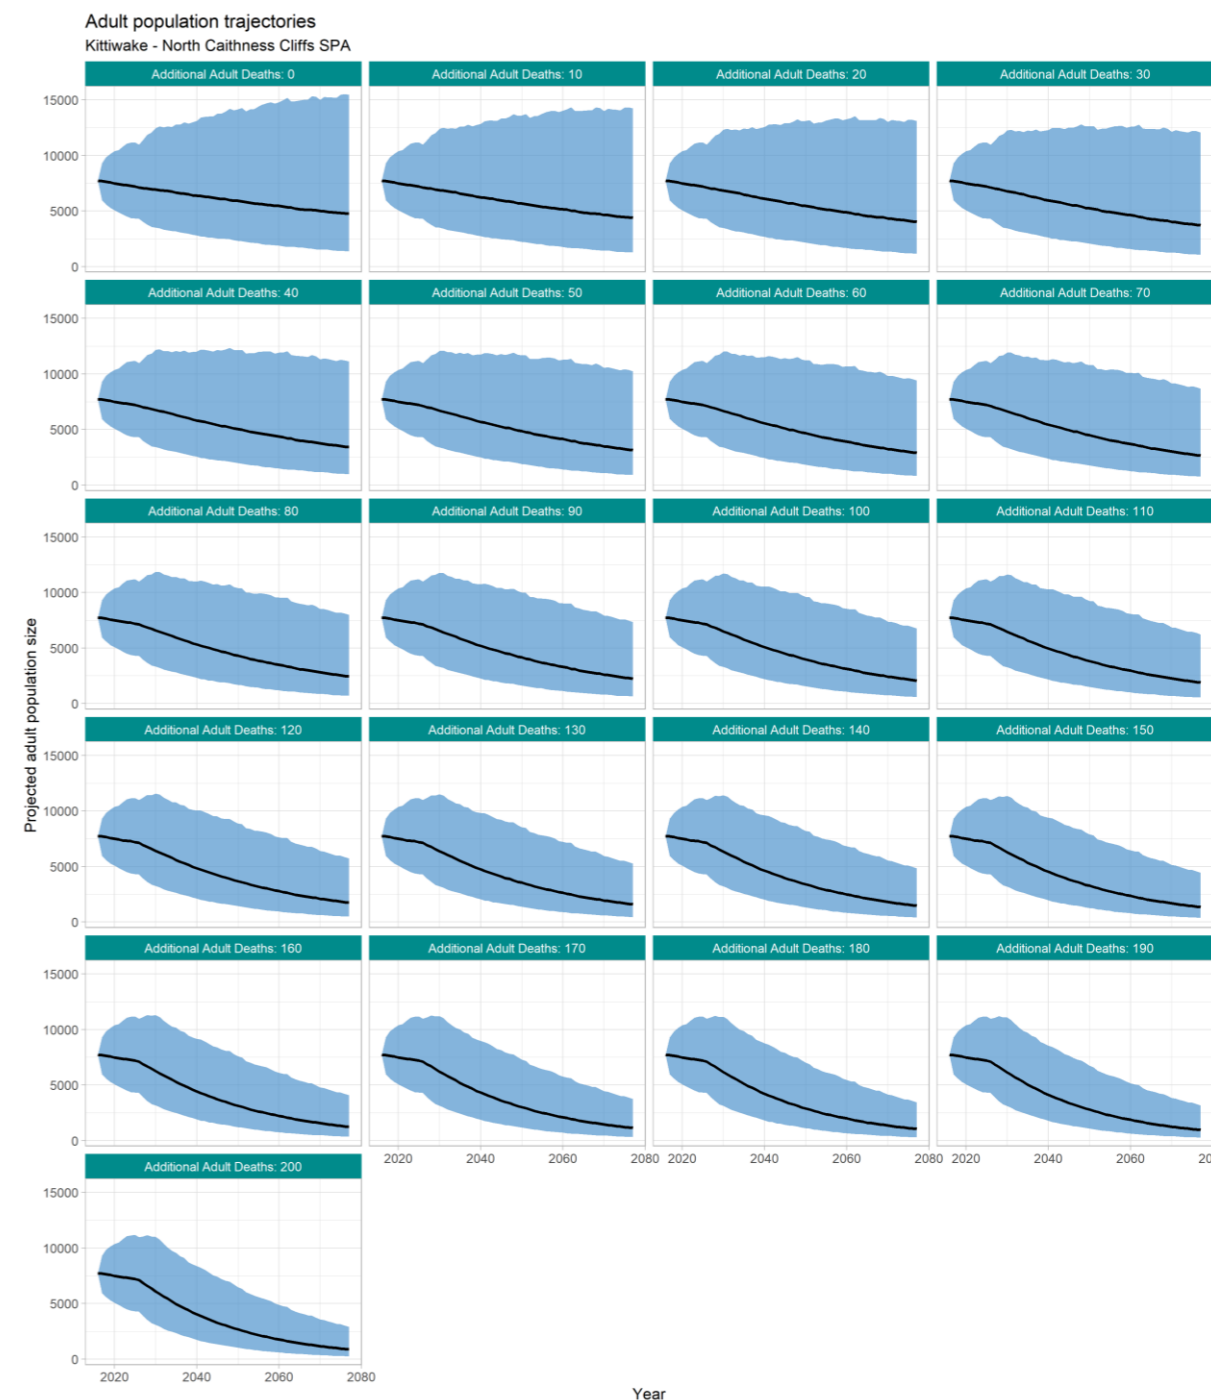 Adult population trajectories
Kittiwake - North Caithness Cliffs SPA
Additional Adult Deaths: 0
Additional Adult Deaths: 10
Additional Adult Deaths: 20
Additional Adult Deaths: 30
15000
10000
5000
0
Additional Adult Deaths: 40
Additional Adult Deaths: 50
Additional Adult Deaths: 60
Additional Adult Deaths: 70
15000
10000
5000
0
Additional Adult Deaths: 80
Additional Adult Deaths: 90
Additional Adult Deaths: 100
Additional Adult Deaths: 110
15000
10000
5000
0
Projected adult population size
Additional Adult Deaths: 120
Additional Adult Deaths: 130
Additional Adult Deaths: 140
Additional Adult Deaths: 150
15000
10000
5000
0
Additional Adult Deaths: 160
Additional Adult Deaths: 170
Additional Adult Deaths: 180
Additional Adult Deaths: 190
15000
10000
5000
0
2020 2040 2060 2080
2020 2040 2060 2080
2020 2040 2060
Additional Adult Deaths: 200
15000
10000
5000
0
2020 2040 2060 2080
Year